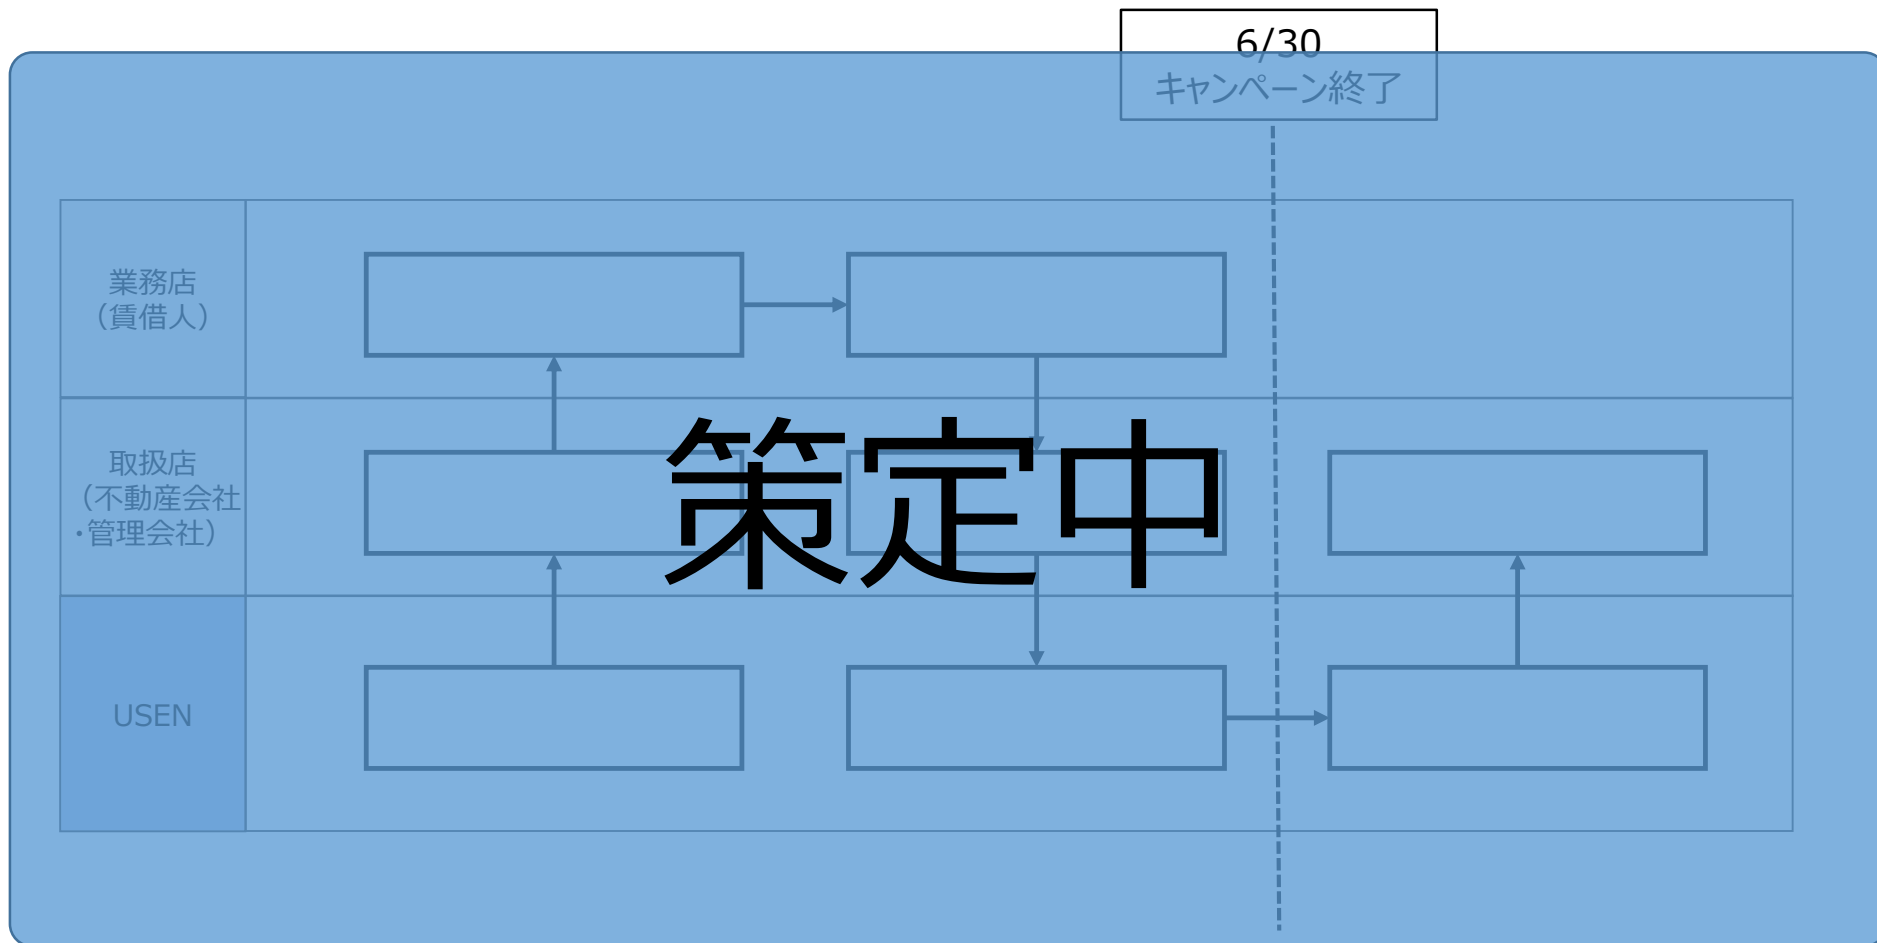 6/30
キャンペーン終了
業務店
（賃借人）
取扱店
（不動産会社
・管理会社）
策定中
USEN